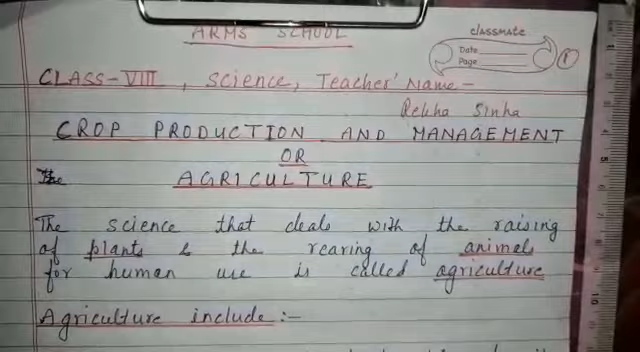 ARMS SCHOOL
classmate
Date
Page
1
CLASS-VIII, Science, Teacher' Name-
Rekha Sinha
CROP PRODUCTION AND MANAGEMENT
OR
AGRICULTURE
The science that deals with the raising
of plants & the rearing of animals
for human use is called agriculture
Agriculture include:-